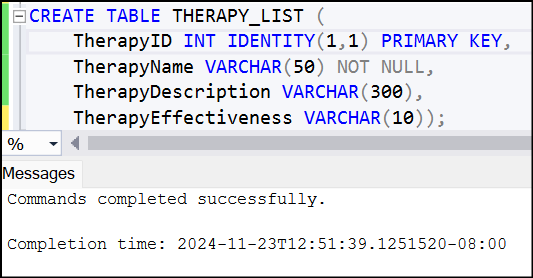 CREATE TABLE THERAPY_LIST (
TherapyID INT IDENTITY(1,1) PRIMARY KEY,
TherapyName VARCHAR(50) NOT NULL,
TherapyDescription VARCHAR(300),
TherapyEffectiveness VARCHAR(10));
%
Messages
Commands completed successfully.
Completion time: 2024-11-23T12:51:39.1251520-08:00